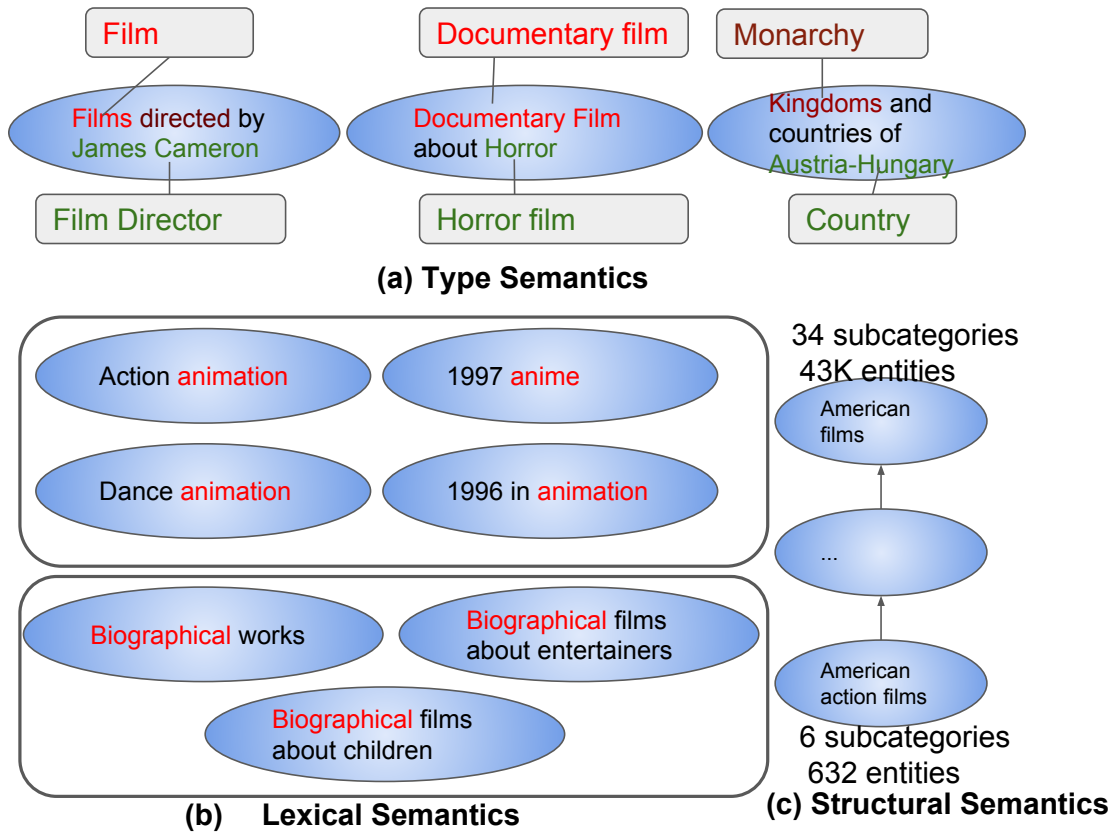 Film
Documentary film
Monarchy
Films directed by
James Cameron
Documentary Film
about Horror
Kingdoms and
countries of
Austria-Hungary
Film Director
Horror film
Country
(a) Type Semantics
Action animation
1997 anime
Dance animation
1996 in animation
Biographical works
Biographical films
about entertainers
Biographical films
about children
(b) Lexical Semantics
34 subcategories
43K entities
American
films
...
American
action films
6 subcategories
632 entities
(c) Structural Semantics